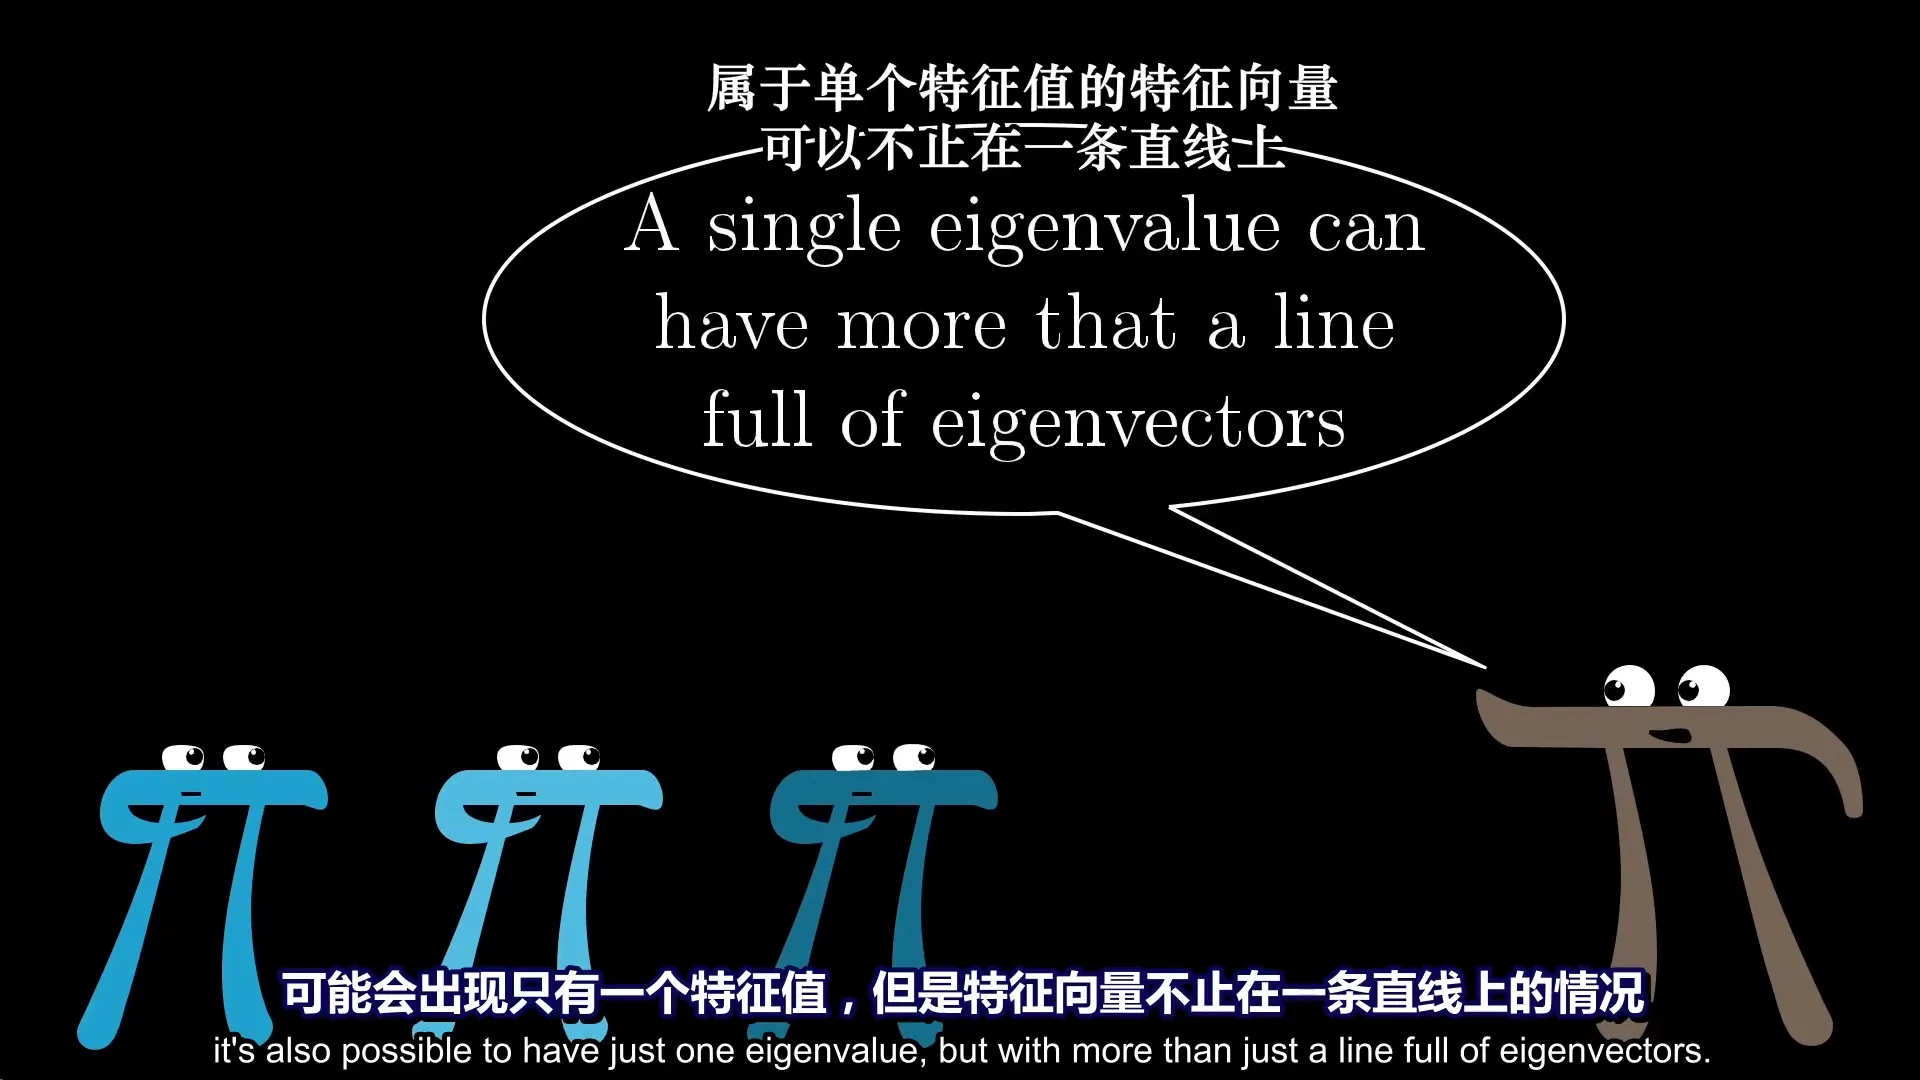 属于单个特征值的特征向量
可以不止在一条直线上
A single eigenvalue can
have more that a line
full of eigenvectors
可能会出现只有一个特征值，但是特征向量不止在一条直线上的情况
it's also possible to have just one eigenvalue, but with more than just a line full of eigenvectors.